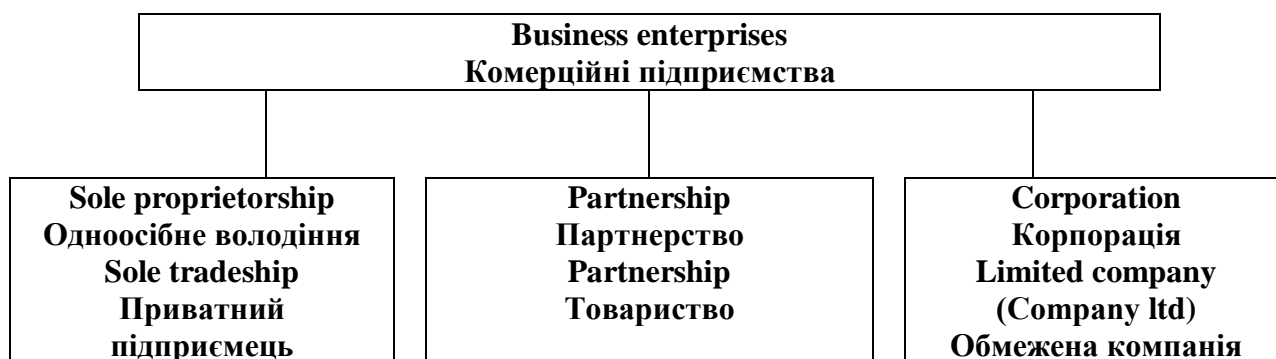 Business enterprises
Комерційні підприємства
Sole proprietorship
Одноосібне володіння
Sole tradeship
Приватний
підприємець
Partnership
Партнерство
Partnership
Товариство
Corporation
Корпорація
Limited company
(Company ltd)
Обмежена компанія